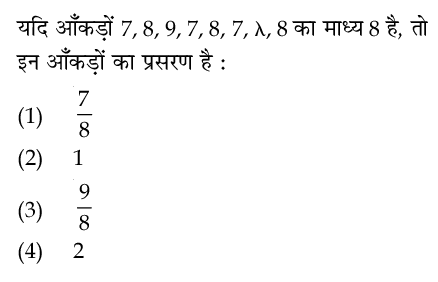 यदि आँकड़ों 7, 8, 9, 7, 8, 7, λ, 8 का माध्य 8 है, तो
इन आँकड़ों का प्रसरण है :
(1) 7/8
(2) 1
(3) 9/8
(4) 2